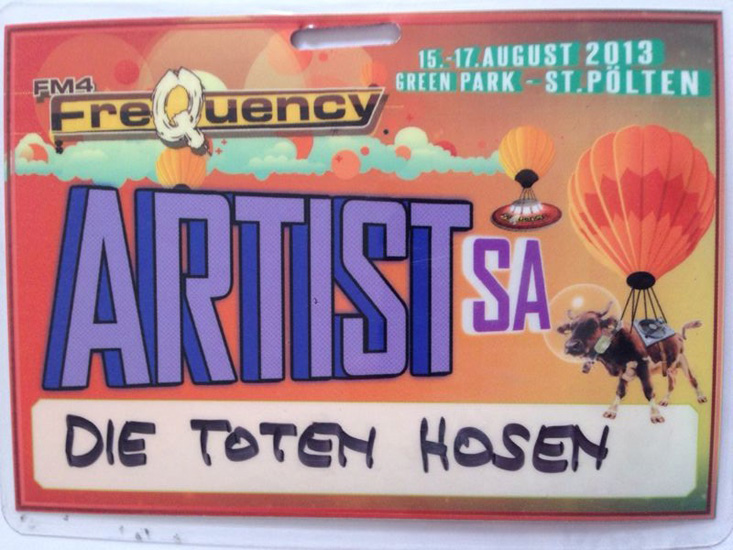 15.-17. AUGUST 2013
GREEN PARK - ST. PÖLTEN
FM4
FreQuency
ARTIST SA
DIE TOTEN HOSEN